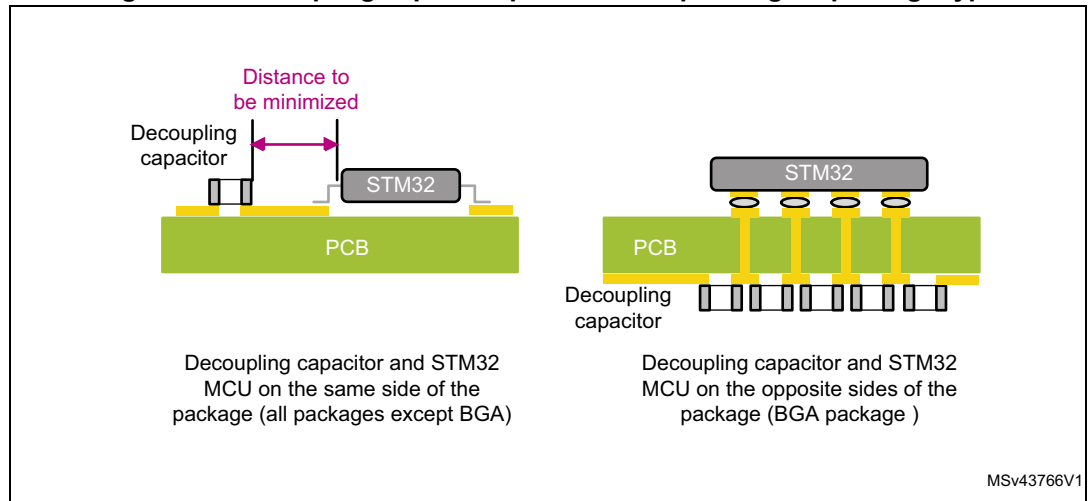 Distance to
be minimized
Decoupling
capacitor
STM32
PCB
Decoupling capacitor and STM32
MCU on the same side of the
package (all packages except BGA)
STM32
PCB
Decoupling
capacitor
Decoupling capacitor and STM32
MCU on the opposite sides of the
package (BGA package )
MSv43766V1